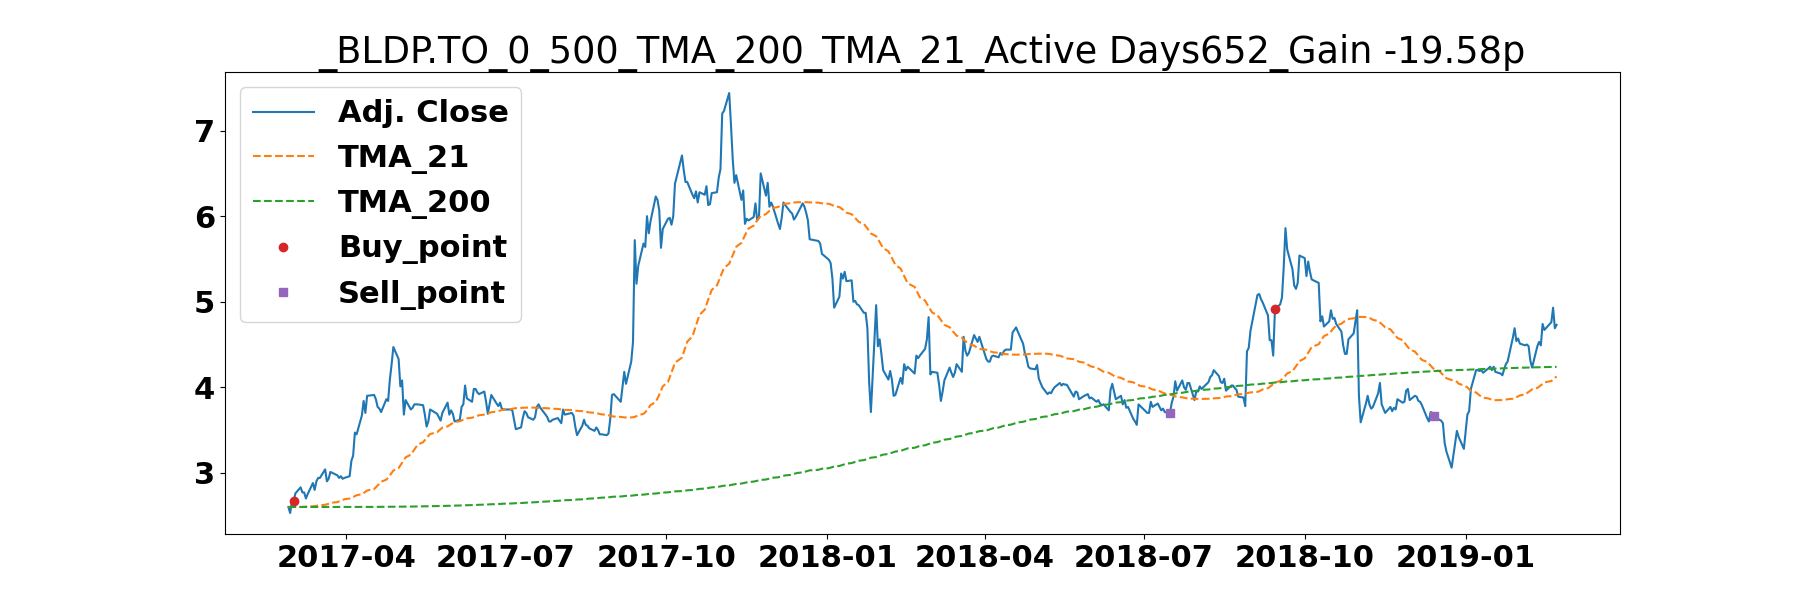 _BLDP.TO_0_500_TMA_200_TMA_21_Active Days652_Gain -19.58p
Adj. Close
TMA_21
TMA_200
Buy_point
Sell_point
7
6
5
4
3
2017-04 2017-07 2017-10 2018-01 2018-04 2018-07 2018-10 2019-01